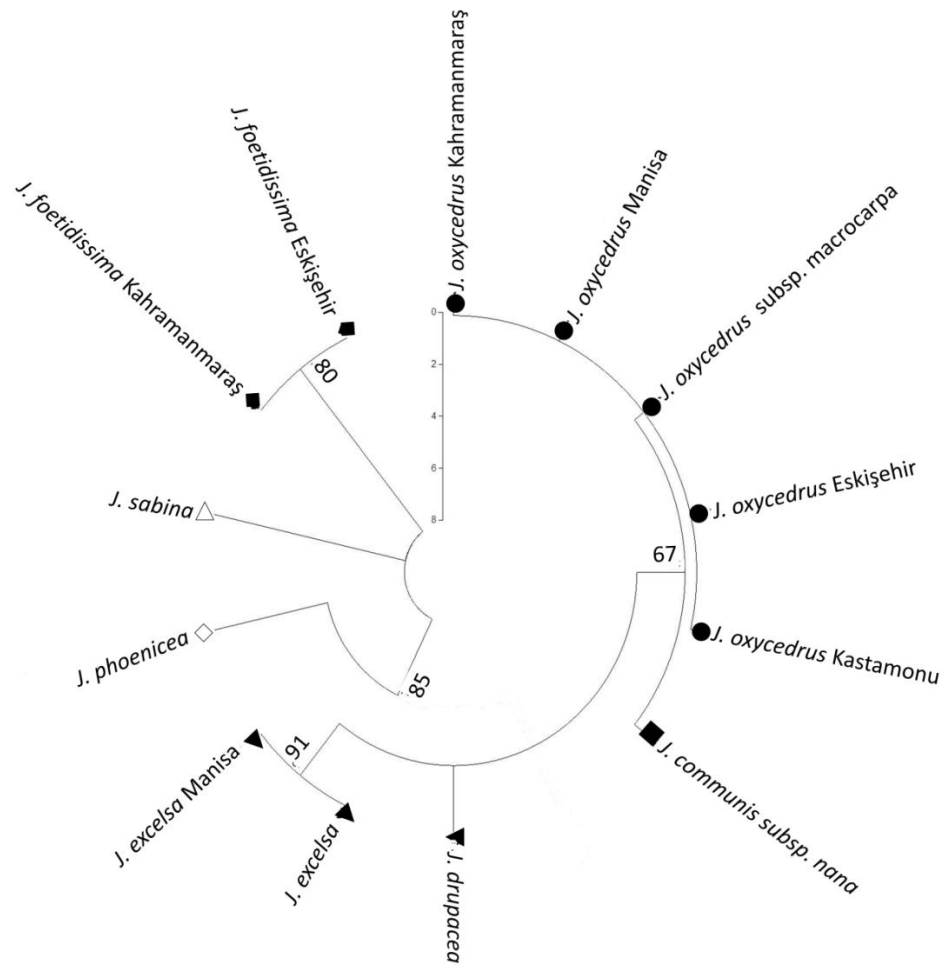 J. oxycedrus Kahramanmaraş
J. oxycedrus Manisa
J. oxycedrus subsp. macrocarpa
J. oxycedrus Eskişehir
J. oxycedrus Kastamonu
J. communis subsp. nana
J. drupacea
J. excelsa
J. excelsa Manisa
J. phoenicea
J. sabina
J. foetidissima Kahramanmaraş
J. foetidissima Eskişehir
80
0
2
4
6
8
67
85
91